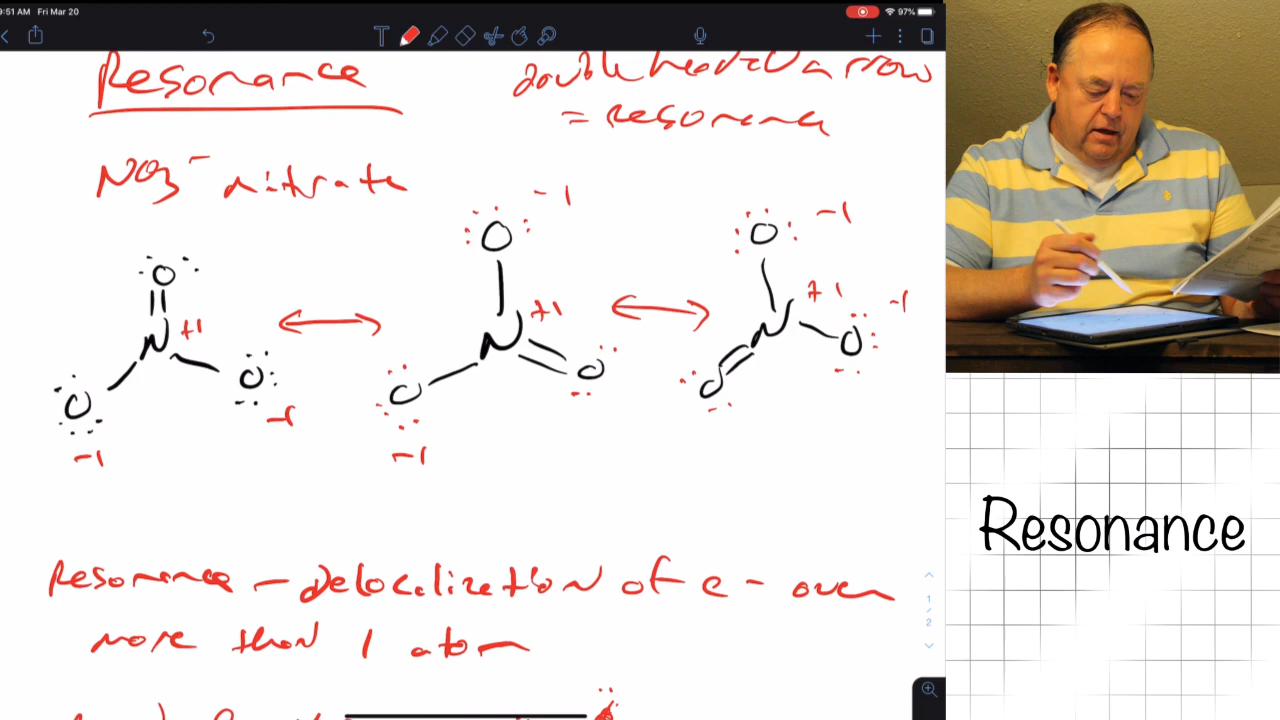 9:51 AM Fri Mar 20
97%
Resonance
double headed arrow
= resonance
NO3⁻ nitrate
O
N +1
O -1
O -1
O -1
N +1
O -1
O
O -1
N +1
O -1
O
Resonance – Delocalization of e – over
more than 1 atom
1
/
2
Resonance